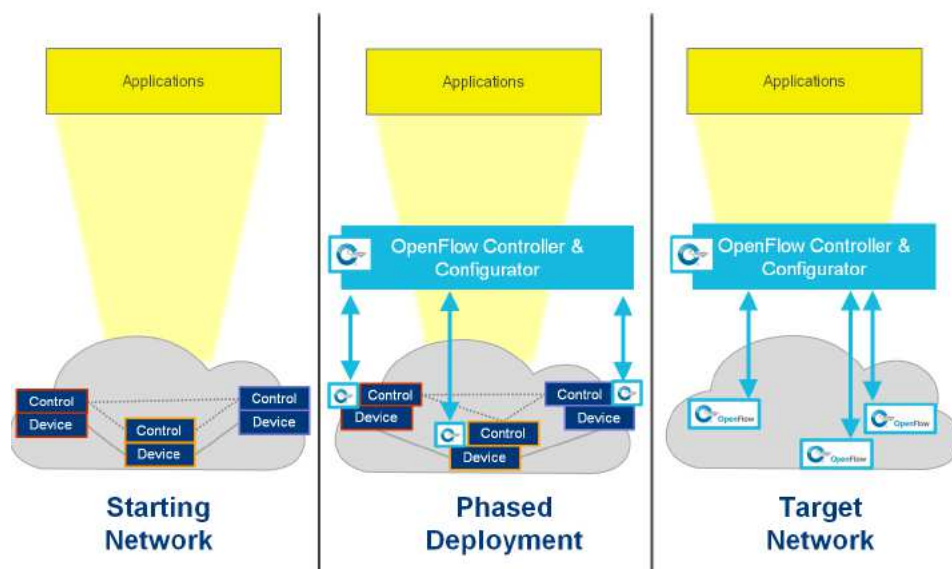 Applications
Control
Device
Control
Device
Control
Device
Starting
Network
Applications
OpenFlow Controller &
Configurator
Control
Device
Control
Device
Control
Device
Phased
Deployment
Applications
OpenFlow Controller &
Configurator
OpenFlow
OpenFlow
OpenFlow
Target
Network